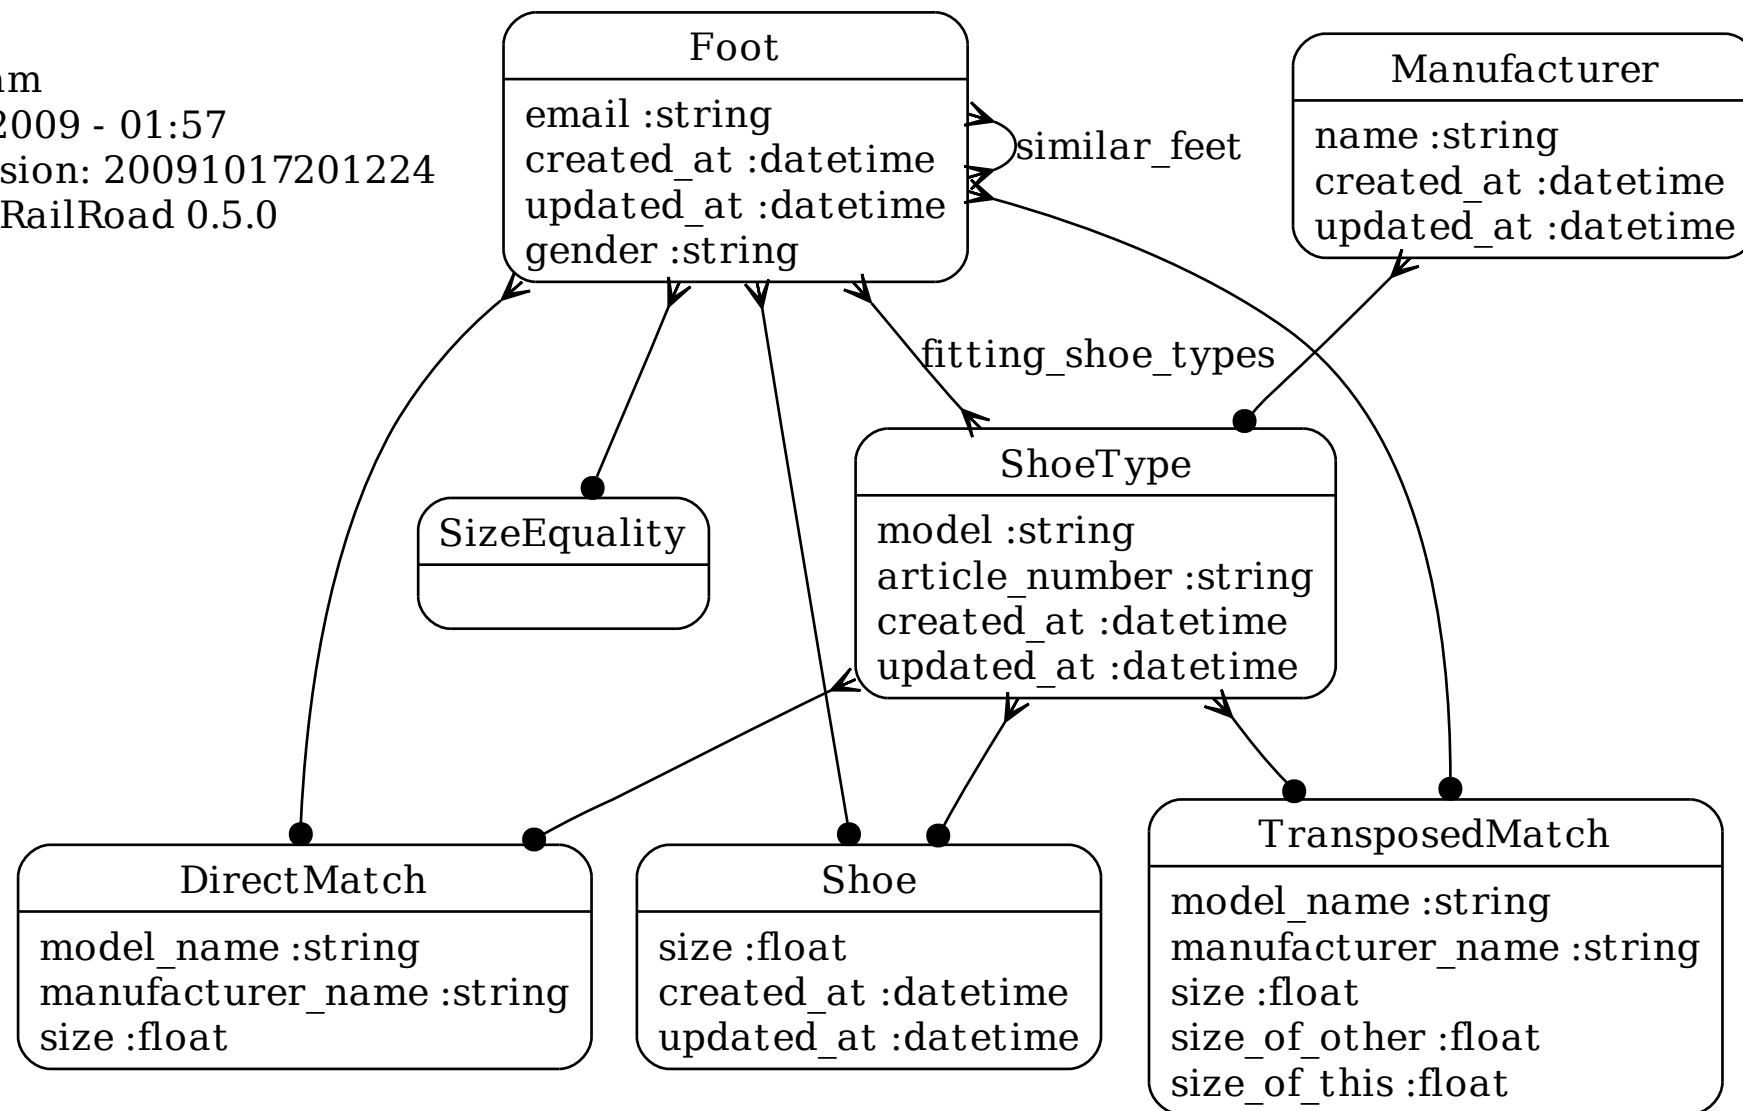 2009 - 01:57
sion: 20091017201224
RailRoad 0.5.0
Foot
email :string
created_at :datetime
updated_at :datetime
gender :string
similar_feet
Manufacturer
name :string
created_at :datetime
updated_at :datetime
fitting_shoe_types
SizeEquality
ShoeType
model :string
article_number :string
created_at :datetime
updated_at :datetime
DirectMatch
model_name :string
manufacturer_name :string
size :float
Shoe
size :float
created_at :datetime
updated_at :datetime
TransposedMatch
model_name :string
manufacturer_name :string
size :float
size_of_other :float
size_of_this :float